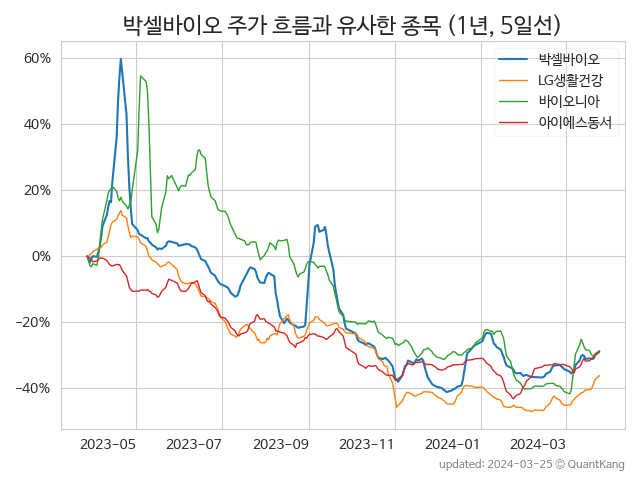 박셀바이오 주가 흐름과 유사한 종목 (1년, 5일선)
박셀바이오
LG생활건강
바이오니아
아이에스동서
60%
40%
20%
0%
−20%
−40%
2023-05
2023-07
2023-09
2023-11
2024-01
2024-03
updated: 2024-03-25 ⓒ QuantKang